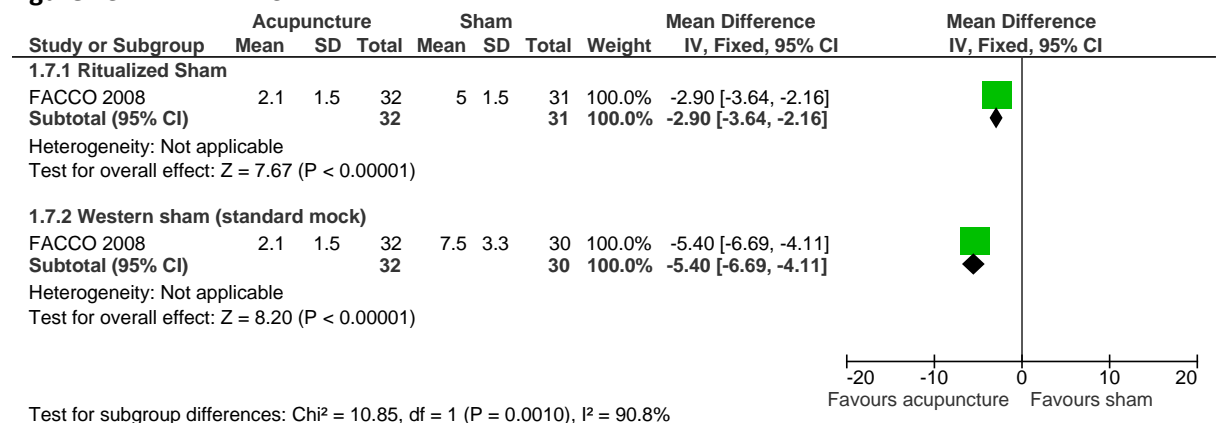 Acupuncture Sham Mean Difference Mean Difference
Study or Subgroup Mean SD Total Mean SD Total Weight IV, Fixed, 95% CI IV, Fixed, 95% CI
1.7.1 Ritualized Sham
FACCO 2008 2.1 1.5 32 5 1.5 31 100.0% -2.90 [-3.64, -2.16]
Subtotal (95% CI) 32 31 100.0% -2.90 [-3.64, -2.16]
Heterogeneity: Not applicable
Test for overall effect: Z = 7.67 (P < 0.00001)
1.7.2 Western sham (standard mock)
FACCO 2008 2.1 1.5 32 7.5 3.3 30 100.0% -5.40 [-6.69, -4.11]
Subtotal (95% CI) 32 30 100.0% -5.40 [-6.69, -4.11]
Heterogeneity: Not applicable
Test for overall effect: Z = 8.20 (P < 0.00001)
-20 -10 0 10 20
Favours acupuncture Favours sham
Test for subgroup differences: Chi² = 10.85, df = 1 (P = 0.0010), I² = 90.8%